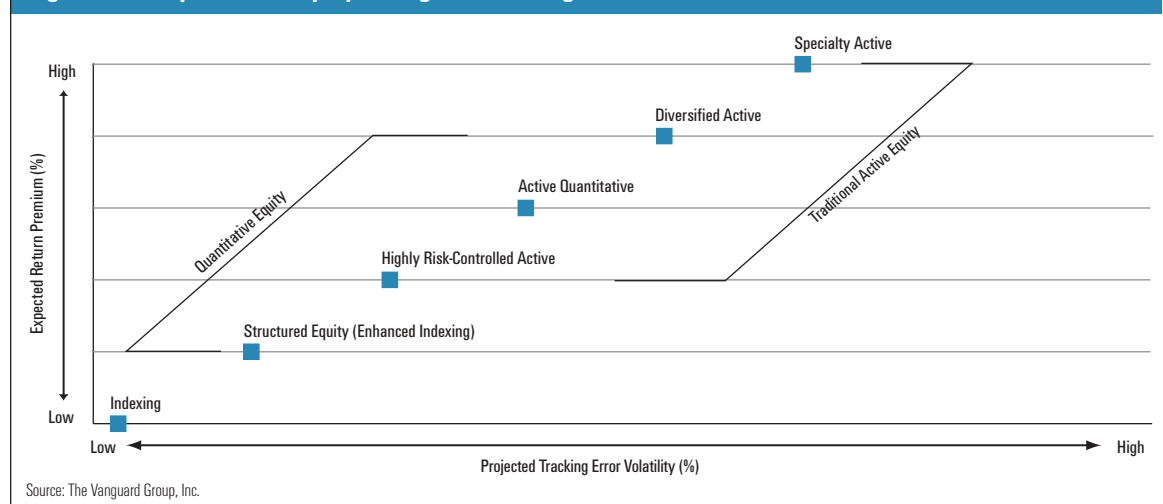 Specialty Active
High
Diversified Active
Expected Return Premium (%)
Quantitative Equity
Active Quantitative
Traditional Active Equity
Highly Risk-Controlled Active
Structured Equity (Enhanced Indexing)
Indexing
Low
Low
High
Projected Tracking Error Volatility (%)
Source: The Vanguard Group, Inc.